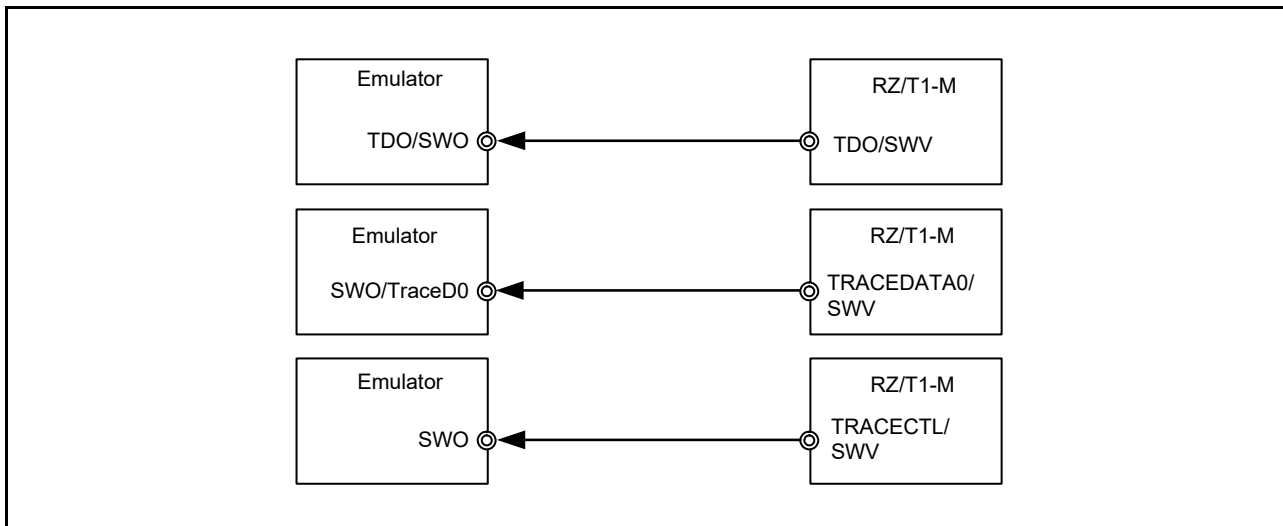 Emulator
RZ/T1-M
TDO/SWO
TDO/SWV
Emulator
RZ/T1-M
SWO/TraceD0
TRACEDATA0/
SWV
Emulator
RZ/T1-M
SWO
TRACECTL/
SWV